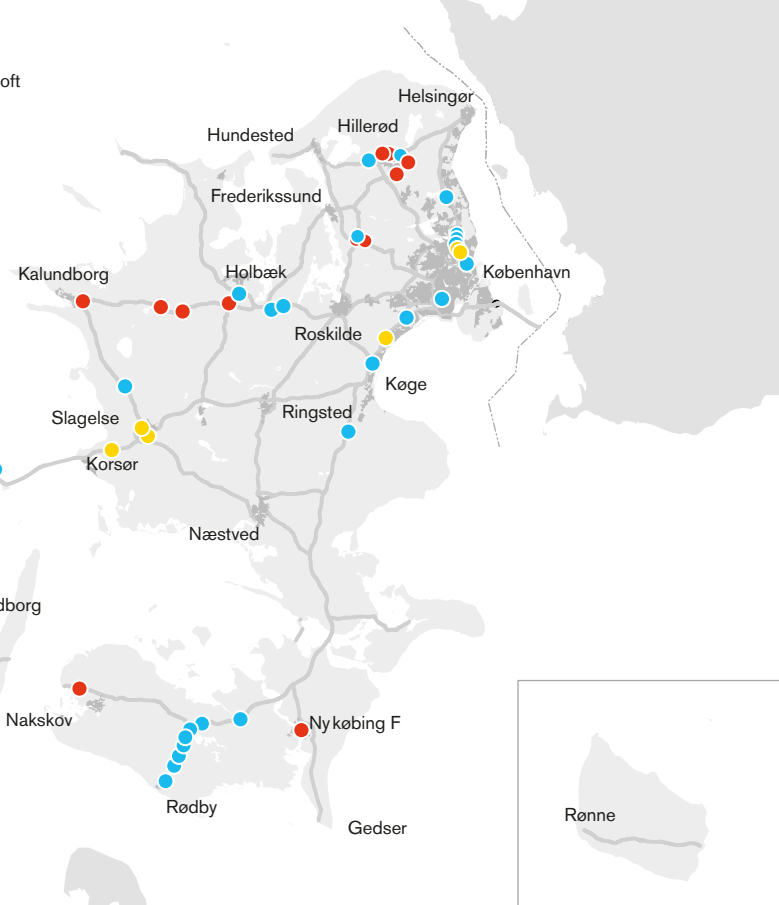 oft
Helsingør
Hillerød
Hundested
Frederikssund
Holbæk
København
Kalundborg
Roskilde
Køge
Ringsted
Slagelse
Korsør
Næstved
dborg
Nakskov
Nykøbing F
Rødby
Rønne
Gedser